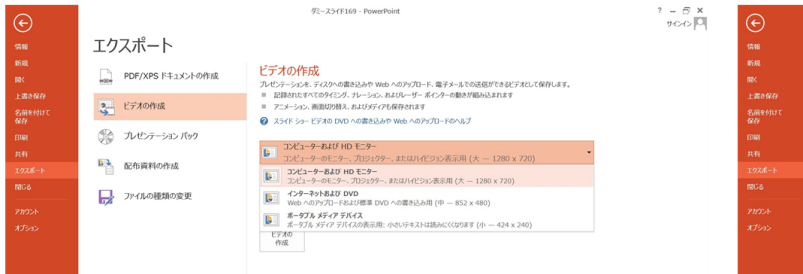 ダミースライド169 - PowerPoint
? － ×
サインイン
情報
新規
開く
上書き保存
名前を付けて
保存
印刷
共有
エクスポート
閉じる
アカウント
オプション
エクスポート
PDF/XPS ドキュメントの作成
ビデオの作成
プレゼンテーション パック
配布資料の作成
ファイルの種類の変更
ビデオの作成
プレゼンテーションを、ディスクへの書き込みや Web へのアップロード、電子メールでの送信ができるビデオとして保存します。
記録されたすべてのタイミング、ナレーション、およびレーザー ポインターの動きが組み込まれます
アニメーション、画面切り替え、およびメディアも保存されます
スライド ショー ビデオの DVD への書き込みや Web へのアップロードのヘルプ
コンピューターおよび HD モニター
コンピューターのモニター、プロジェクター、またはハイビジョン表示用 (大 － 1280 x 720)
コンピューターおよび HD モニター
コンピューターのモニター、プロジェクター、またはハイビジョン表示用 (大 － 1280 x 720)
インターネットおよび DVD
Web へのアップロードおよび標準 DVD への書き込み用 (中 － 852 x 480)
ポータブル メディア デバイス
ポータブル メディア デバイスの表示用: 小さいテキストは読みにくくなります (小 － 424 x 240)
ビデオの
作成
情報
新規
開く
上書き保存
名前を付けて
保存
印刷
共有
エクスポート
閉じる
アカウント
オプション